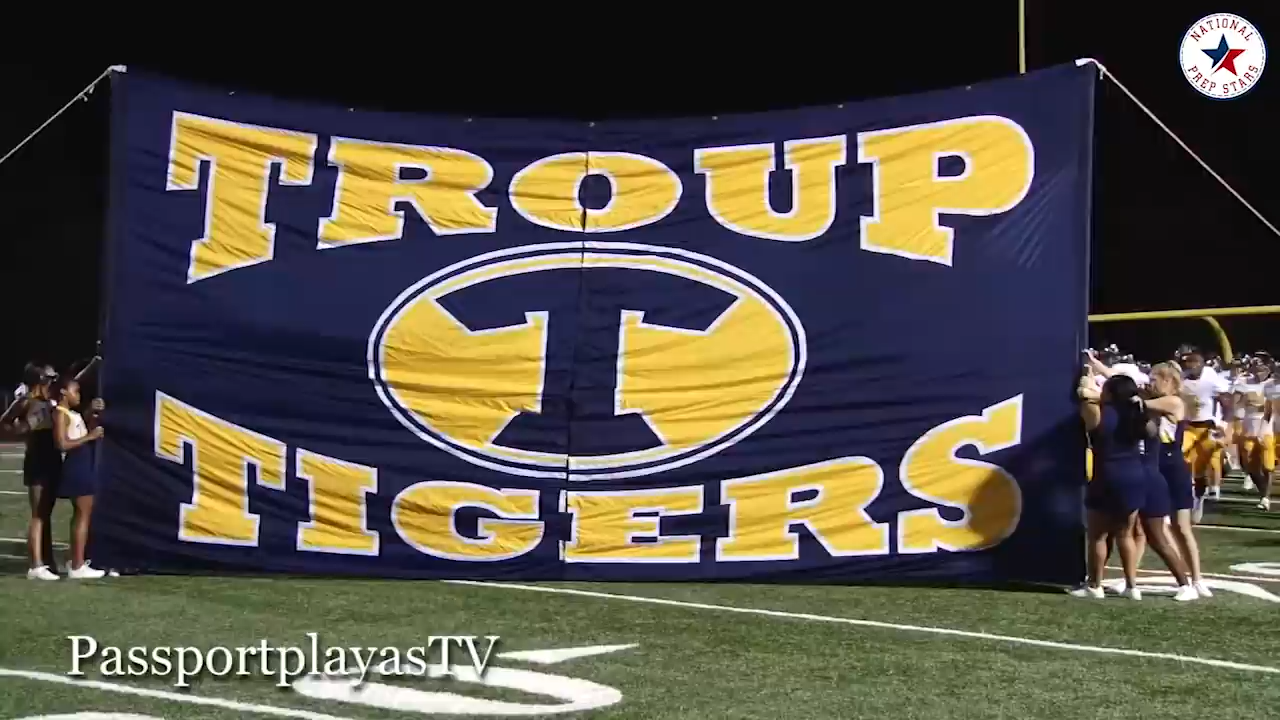 NATIONAL
PREP STARS
TROUP
T
TIGERS
PassportplayasTV